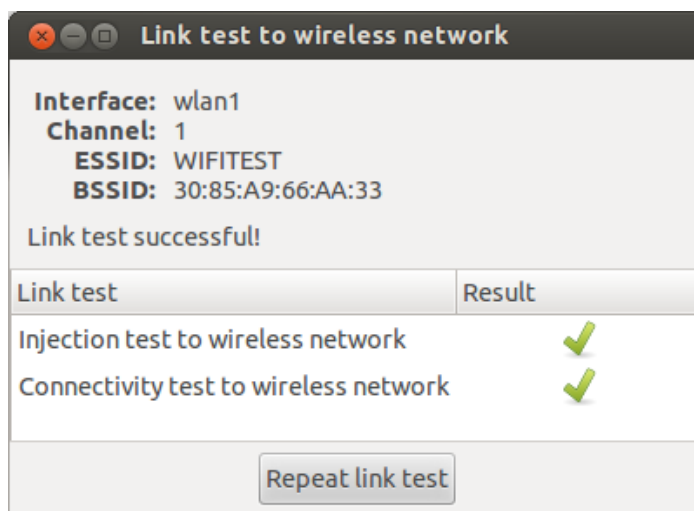 Link test to wireless network
Interface: wlan1
Channel: 1
ESSID: WIFITEST
BSSID: 30:85:A9:66:AA:33
Link test successful!
Link test Result
Injection test to wireless network
Connectivity test to wireless network
Repeat link test